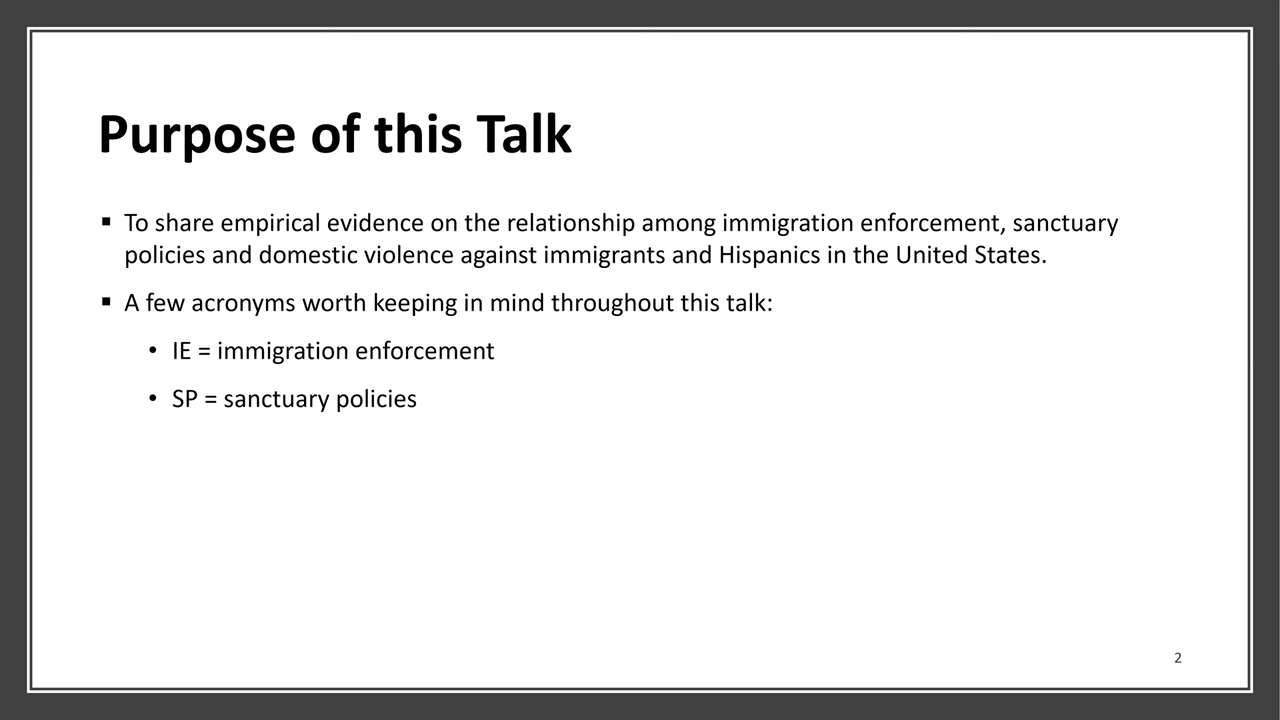 Purpose of this Talk
▪ To share empirical evidence on the relationship among immigration enforcement, sanctuary
policies and domestic violence against immigrants and Hispanics in the United States.
▪ A few acronyms worth keeping in mind throughout this talk:
• IE = immigration enforcement
• SP = sanctuary policies
2